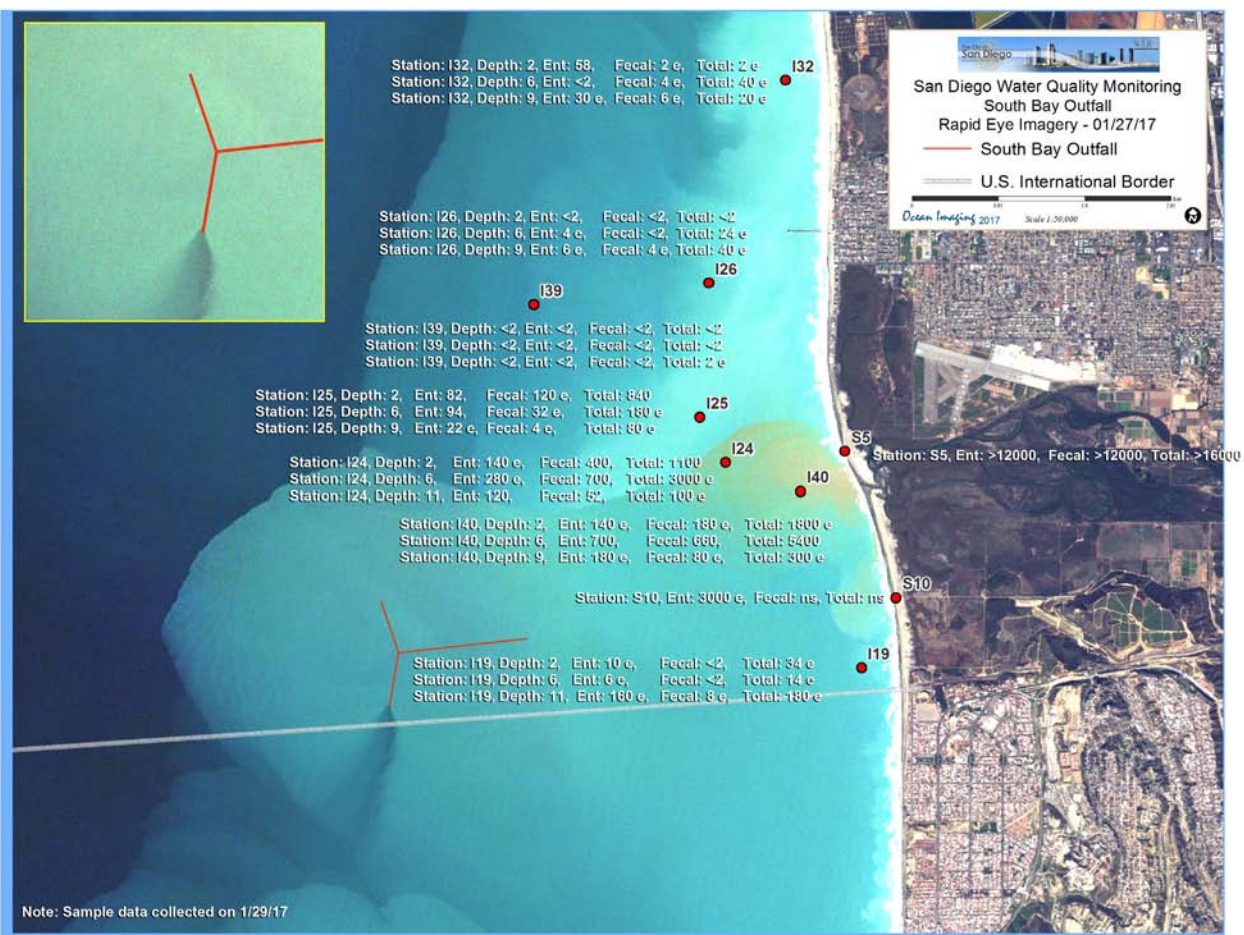 Station: I32, Depth: 2, Ent: 58, Fecal: 2 e, Total: 2 e
Station: I32, Depth: 6, Ent: <2, Fecal: 4 e, Total: 40 e
Station: I32, Depth: 9, Ent: 30 e, Fecal: 6 e, Total: 20 e
I32
San Diego
San Diego Water Quality Monitoring
South Bay Outfall
Rapid Eye Imagery - 01/27/17
South Bay Outfall
U.S. International Border
Ocean Imaging 2017 Scale 1:50,000
Station: I26, Depth: 2, Ent: <2, Fecal: <2, Total: <2
Station: I26, Depth: 6, Ent: 4 e, Fecal: <2, Total: 24 e
Station: I26, Depth: 9, Ent: 6 e, Fecal: 4 e, Total: 40 e
I26
I39
Station: I39, Depth: <2, Ent: <2, Fecal: <2, Total: <2
Station: I39, Depth: <2, Ent: <2, Fecal: <2, Total: <2
Station: I39, Depth: <2, Ent: <2, Fecal: <2, Total: 2 e
Station: I25, Depth: 2, Ent: 82, Fecal: 120 e, Total: 840
Station: I25, Depth: 6, Ent: 94, Fecal: 32 e, Total: 180 e
Station: I25, Depth: 9, Ent: 22 e, Fecal: 4 e, Total: 80 e
I25
S5
Station: S5, Ent: >12000, Fecal: >12000, Total: >16000
I24
Station: I24, Depth: 2, Ent: 140 e, Fecal: 400, Total: 1100
Station: I24, Depth: 6, Ent: 280 e, Fecal: 700, Total: 3000 e
Station: I24, Depth: 11, Ent: 120, Fecal: 52, Total: 100 e
I40
Station: I40, Depth: 2, Ent: 140 e, Fecal: 180 e, Total: 1800 e
Station: I40, Depth: 6, Ent: 700, Fecal: 660, Total: 5400
Station: I40, Depth: 9, Ent: 180 e, Fecal: 80 e, Total: 300 e
S10
Station: S10, Ent: 3000 e, Fecal: ns, Total: ns
I19
Station: I19, Depth: 2, Ent: 10 e, Fecal: <2, Total: 34 e
Station: I19, Depth: 6, Ent: 6 e, Fecal: <2, Total: 14 e
Station: I19, Depth: 11, Ent: 160 e, Fecal: 8 e, Total: 180 e
Note: Sample data collected on 1/29/17